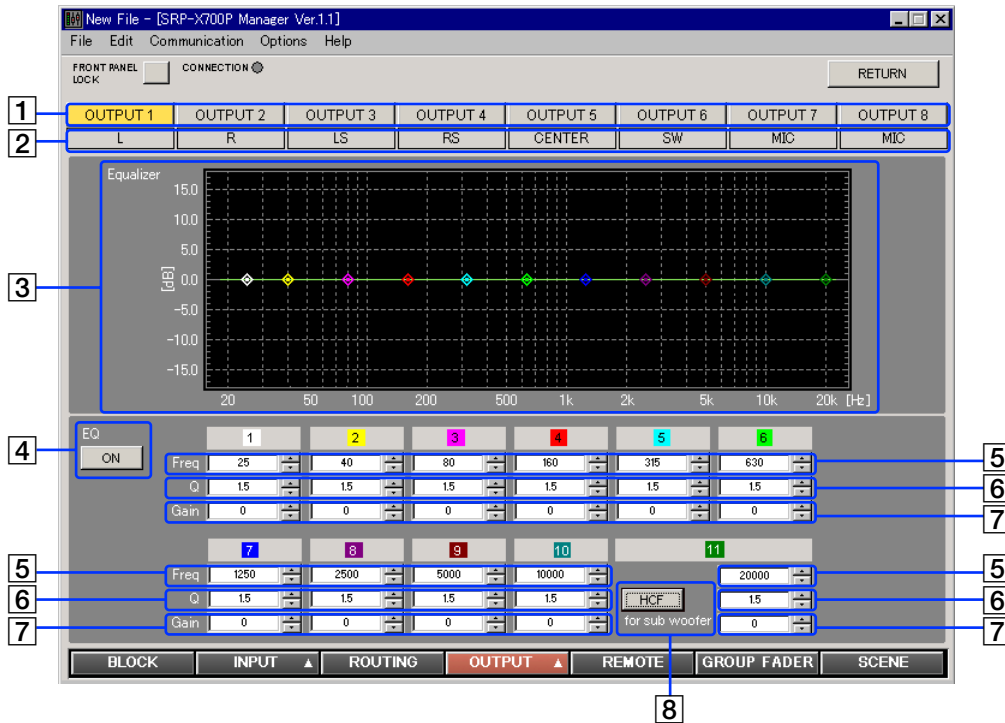 New File - [SRP-X700P Manager Ver.1.1]
File Edit Communication Options Help
FRONT PANEL LOCK CONNECTION RETURN
1 OUTPUT 1 OUTPUT 2 OUTPUT 3 OUTPUT 4 OUTPUT 5 OUTPUT 6 OUTPUT 7 OUTPUT 8
2 L R LS RS CENTER SW MIC MIC
Equalizer
15.0
10.0
5.0
3 [dB] 0.0
-5.0
-10.0
-15.0
20 50 100 200 500 1k 2k 5k 10k 20k [Hz]
EQ 1 2 3 4 5 6
4 ON
Freq 25 40 80 160 315 630 5
Q 1.5 1.5 1.5 1.5 1.5 1.5 6
Gain 0 0 0 0 0 0 7
7 8 9 10 11
5 Freq 1250 2500 5000 10000 20000 5
6 Q 1.5 1.5 1.5 1.5 HCF 1.5 6
7 Gain 0 0 0 0 for sub woofer 0 7
BLOCK INPUT ▲ ROUTING OUTPUT ▲ REMOTE GROUP FADER SCENE
8